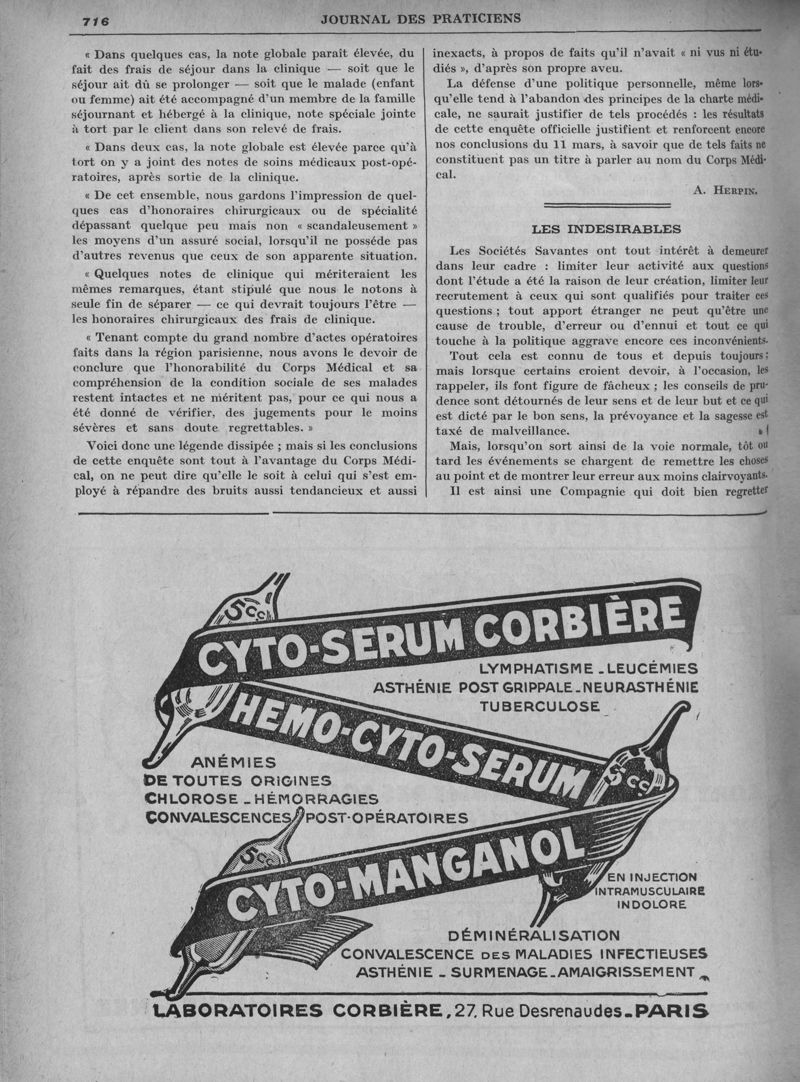 716
JOURNAL DES PRATICIENS
« Dans quelques cas, la note globale paraît élevée, du
fait des frais de séjour dans la clinique — soit que le
séjour ait dû se prolonger — soit que le malade (enfant
ou femme) ait été accompagné d'un membre de la famille
séjournant et hébergé à la clinique, note spéciale jointe
à tort par le client dans son relevé de frais.
« Dans deux cas, la note globale est élevée parce qu'à
tort on y a joint des notes de soins médicaux post-opé-
ratoires, après sortie de la clinique.
« De cet ensemble, nous gardons l'impression de quel-
ques cas d'honoraires chirurgicaux ou de spécialité
dépassant quelque peu mais non « scandaleusement »
les moyens d'un assuré social, lorsqu'il ne possède pas
d'autres revenus que ceux de son apparente situation.
« Quelques notes de clinique qui mériteraient les
mêmes remarques, étant stipulé que nous le notons à
seule fin de séparer — ce qui devrait toujours l'être —
les honoraires chirurgicaux des frais de clinique.
« Tenant compte du grand nombre d'actes opératoires
faits dans la région parisienne, nous avons le devoir de
conclure que l'honorabilité du Corps Médical et sa
compréhension de la condition sociale de ses malades
restent intactes et ne méritent pas, pour ce qui nous a
été donné de vérifier, des jugements pour le moins
sévères et sans doute regrettables. »
Voici donc une légende dissipée ; mais si les conclusions
de cette enquête sont tout à l'avantage du Corps Médi-
cal, on ne peut dire qu'elle le soit à celui qui s'est em-
ployé à répandre des bruits aussi tendancieux et aussi
inexacts, à propos de faits qu'il n'avait « ni vus ni étu-
diés », d'après son propre aveu.
La défense d'une politique personnelle, même lors-
qu'elle tend à l'abandon des principes de la charte médi-
cale, ne saurait justifier de tels procédés : les résultats
de cette enquête officielle justifient et renforcent encore
nos conclusions du 11 mars, à savoir que de tels faits ne
constituent pas un titre à parler au nom du Corps Médi-
cal.
A. HERPIN.
LES INDESIRABLES
Les Sociétés Savantes ont tout intérêt à demeurer
dans leur cadre : limiter leur activité aux questions
dont l'étude a été la raison de leur création, limiter leur
recrutement à ceux qui sont qualifiés pour traiter ces
questions ; tout apport étranger ne peut qu'être une
cause de trouble, d'erreur ou d'ennui et tout ce qui
touche à la politique aggrave encore ces inconvénients.
Tout cela est connu de tous et depuis toujours ;
mais lorsque certains croient devoir, à l'occasion, les
rappeler, ils font figure de fâcheux ; les conseils de pru-
dence sont détournés de leur sens et de leur but et ce qui
est dicté par le bon sens, la prévoyance et la sagesse est
taxé de malveillance.
Mais, lorsqu'on sort ainsi de la voie normale, tôt ou
tard les événements se chargent de remettre les choses
au point et de montrer leur erreur aux moins clairvoyants.
Il est ainsi une Compagnie qui doit bien regretter
5cc
CYTO-SERUM CORBIÈRE
LYMPHATISME - LEUCÉMIES
ASTHÉNIE POST GRIPPALE - NEURASTHÉNIE
TUBERCULOSE
HEMO-CYTO-SERUM
5cc
ANÉMIES
DE TOUTES ORIGINES
CHLOROSE - HÉMORRAGIES
CONVALESCENCES POST-OPÉRATOIRES
5cc
CYTO-MANGANOL
EN INJECTION
INTRAMUSCULAIRE
INDOLORE
DÉMINÉRALISATION
CONVALESCENCE DES MALADIES INFECTIEUSES
ASTHÉNIE - SURMENAGE - AMAIGRISSEMENT
LABORATOIRES CORBIÈRE, 27, Rue Desrenaudes - PARIS